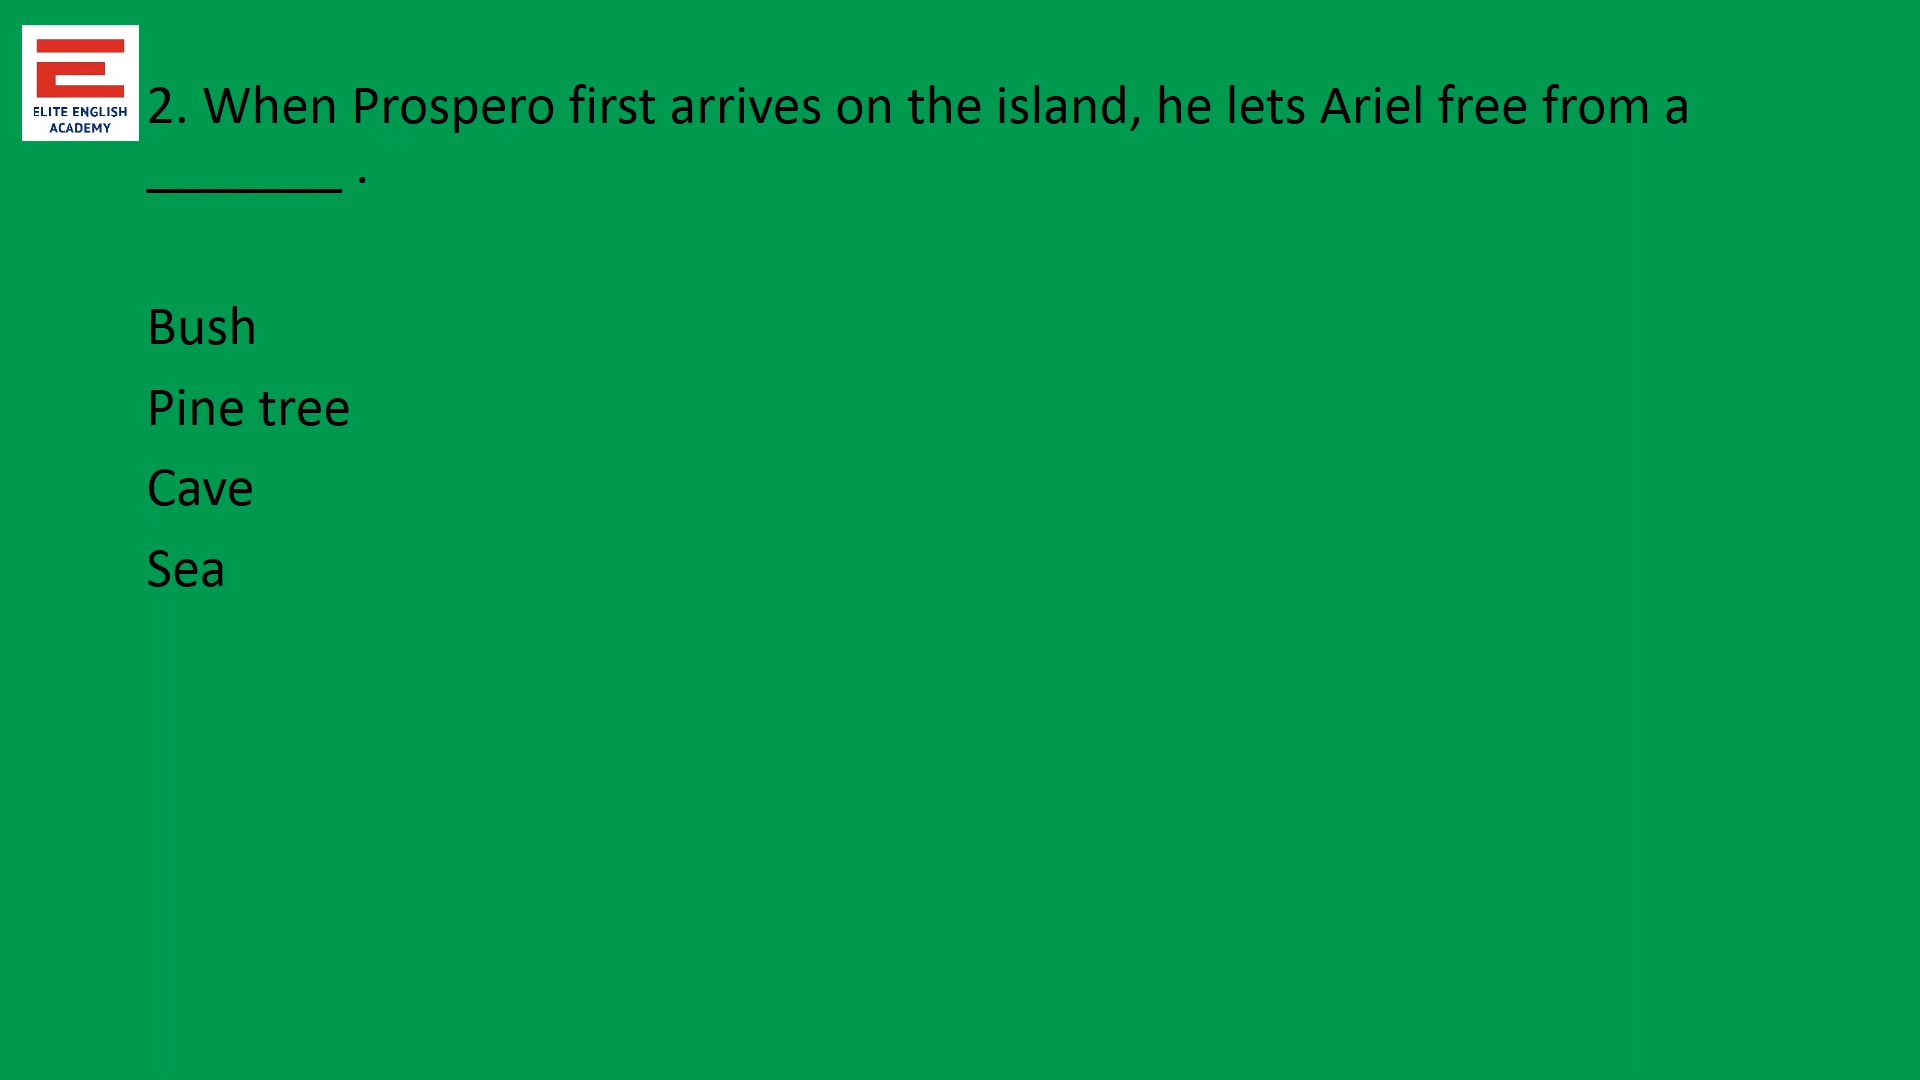 ELITE ENGLISH
ACADEMY
2. When Prospero first arrives on the island, he lets Ariel free from a
_______ .
Bush
Pine tree
Cave
Sea